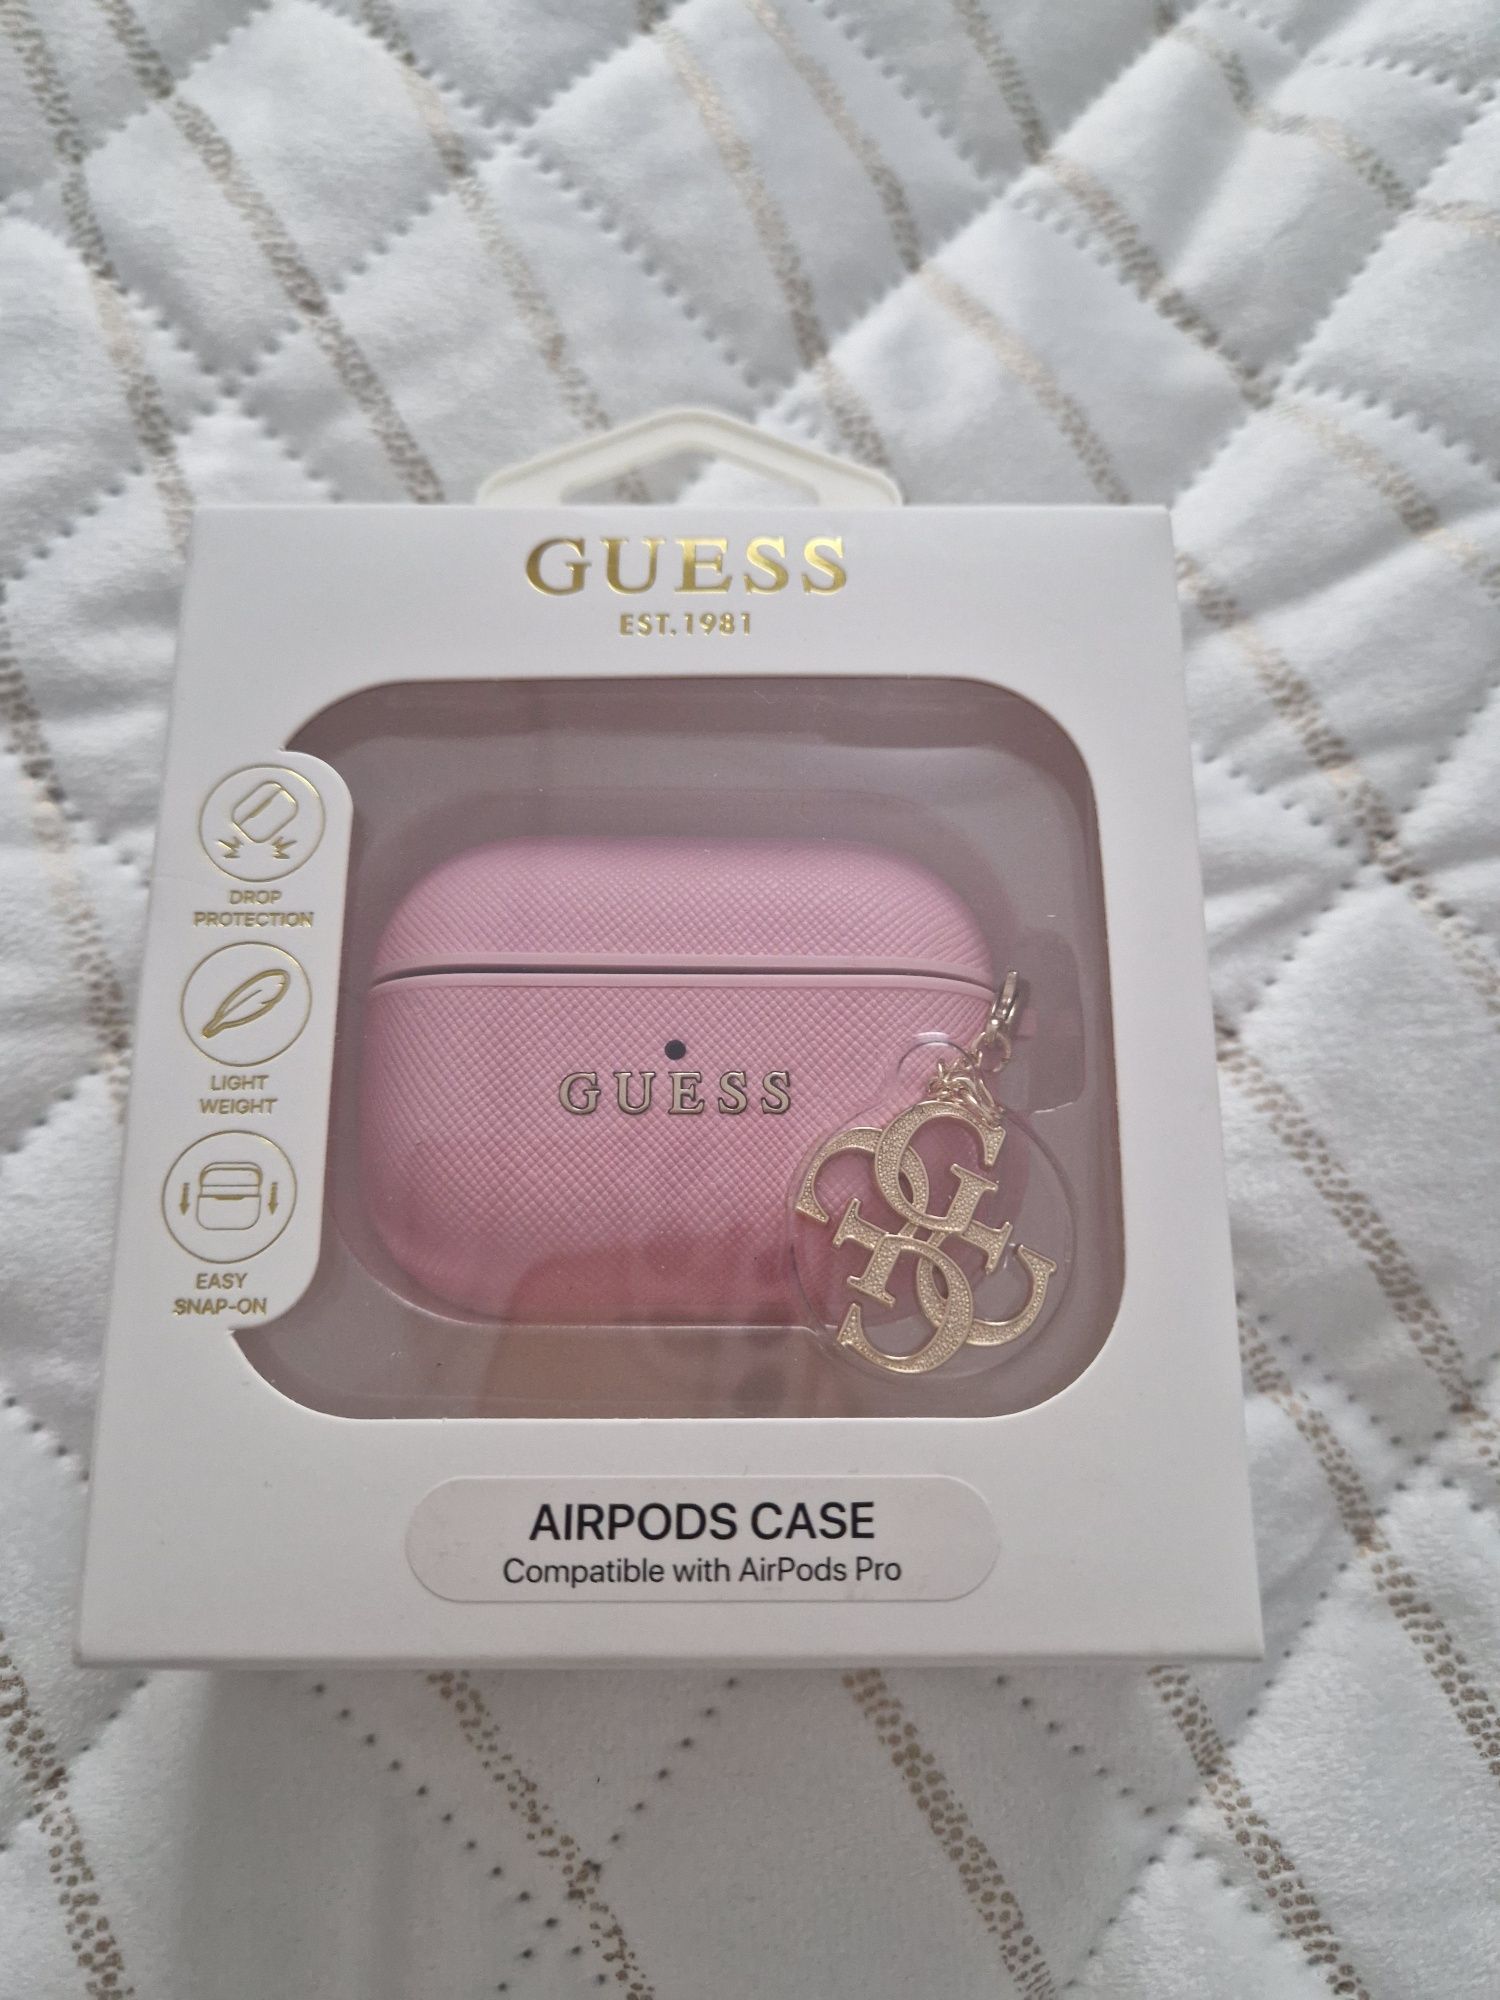 GUESS
EST.1981
DROP
PROTECTION
LIGHT
WEIGHT
EASY
SNAP-ON
GUESS
AIRPODS CASE
Compatible with AirPods Pro